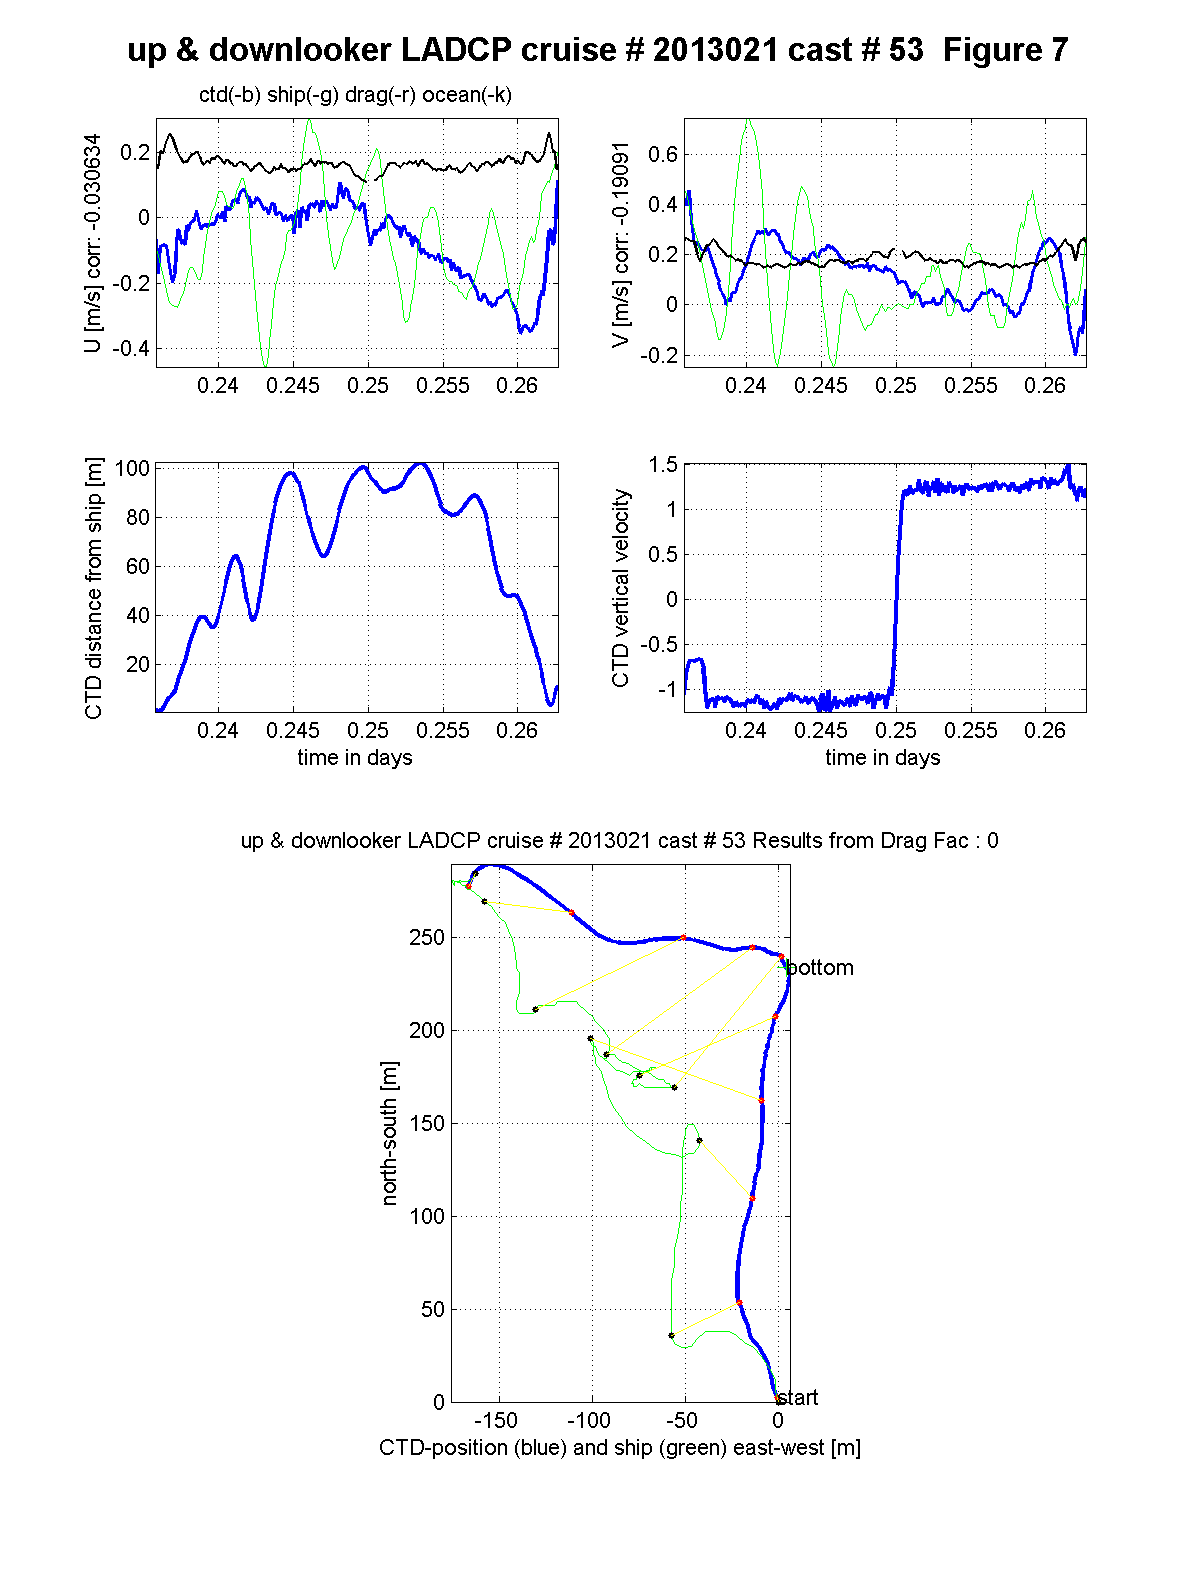 up & downlooker LADCP cruise # 2013021 cast # 53  Figure 7
ctd(-b) ship(-g) drag(-r) ocean(-k)
U [m/s] corr: -0.030634
0.2
0
-0.2
-0.4
0.24 0.245 0.25 0.255 0.26
V [m/s] corr: -0.19091
0.6
0.4
0.2
0
-0.2
0.24 0.245 0.25 0.255 0.26
CTD distance from ship [m]
100
80
60
40
20
0.24 0.245 0.25 0.255 0.26
time in days
CTD vertical velocity
1.5
1
0.5
0
-0.5
-1
0.24 0.245 0.25 0.255 0.26
time in days
up & downlooker LADCP cruise # 2013021 cast # 53 Results from Drag Fac : 0
north-south [m]
250
bottom
200
150
100
50
0
start
-150 -100 -50 0
CTD-position (blue) and ship (green) east-west [m]